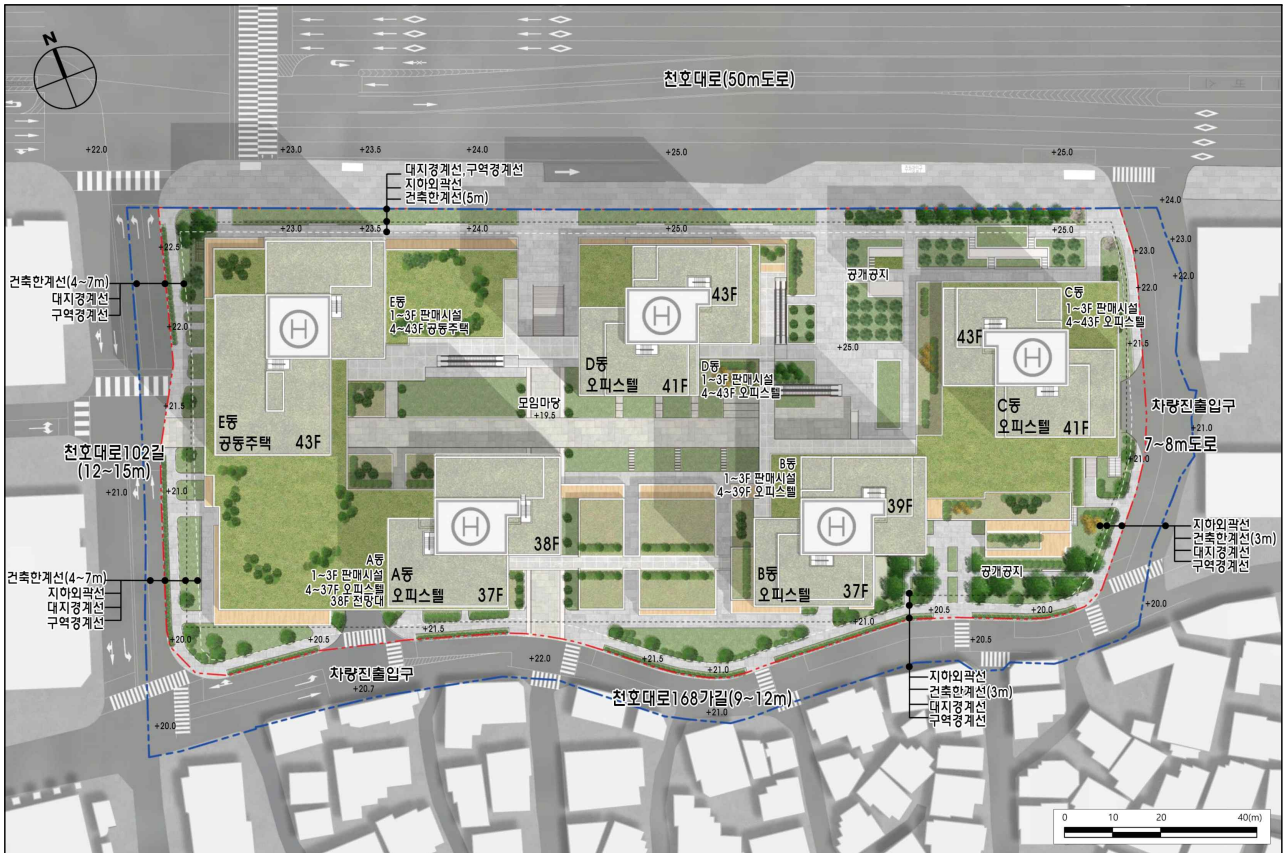 N
천호대로(50m도로)
+22.0
+23.0
+23.5
+24.0
+25.0
+25.0
대지경계선,구역경계선
지하외곽선
건축한계선(5m)
+24.0
+22.5
+23.0
+23.5
+24.0
+25.0
+25.0
+23.0
+23.0
+22.0
건축한계선(4~7m)
대지경계선
구역경계선
+22.0
H
E동
1~3F 판매시설
4~43F 공동주택
43F
H
공개공지
C동
1~3F 판매시설
4~43F 오피스텔
+22.0
43F
H
+21.5
+25.0
D동
오피스텔
41F
D동
1~3F 판매시설
4~43F 오피스텔
+21.5
모임마당
+19.5
C동
오피스텔
41F
차량진출입구
+21.0
7~8m도로
E동
공동주택
43F
천호대로102길
(12~15m)
+21.0
+21.0
+21.0
B동
1~3F 판매시설
4~39F 오피스텔
H
38F
H
39F
지하외곽선
건축한계선(3m)
대지경계선
구역경계선
건축한계선(4~7m)
지하외곽선
대지경계선
구역경계선
A동
1~3F 판매시설
4~37F 오피스텔
38F 전망대
A동
오피스텔
37F
B동
오피스텔
37F
공개공지
+20.0
+20.5
+21.5
+21.0
+20.5
+20.0
+20.0
+22.0
+21.5
+21.0
+20.5
차량진출입구
+20.7
천호대로168가길(9~12m)
+21.0
+20.0
지하외곽선
건축한계선(3m)
대지경계선
구역경계선
0 10 20 40(m)